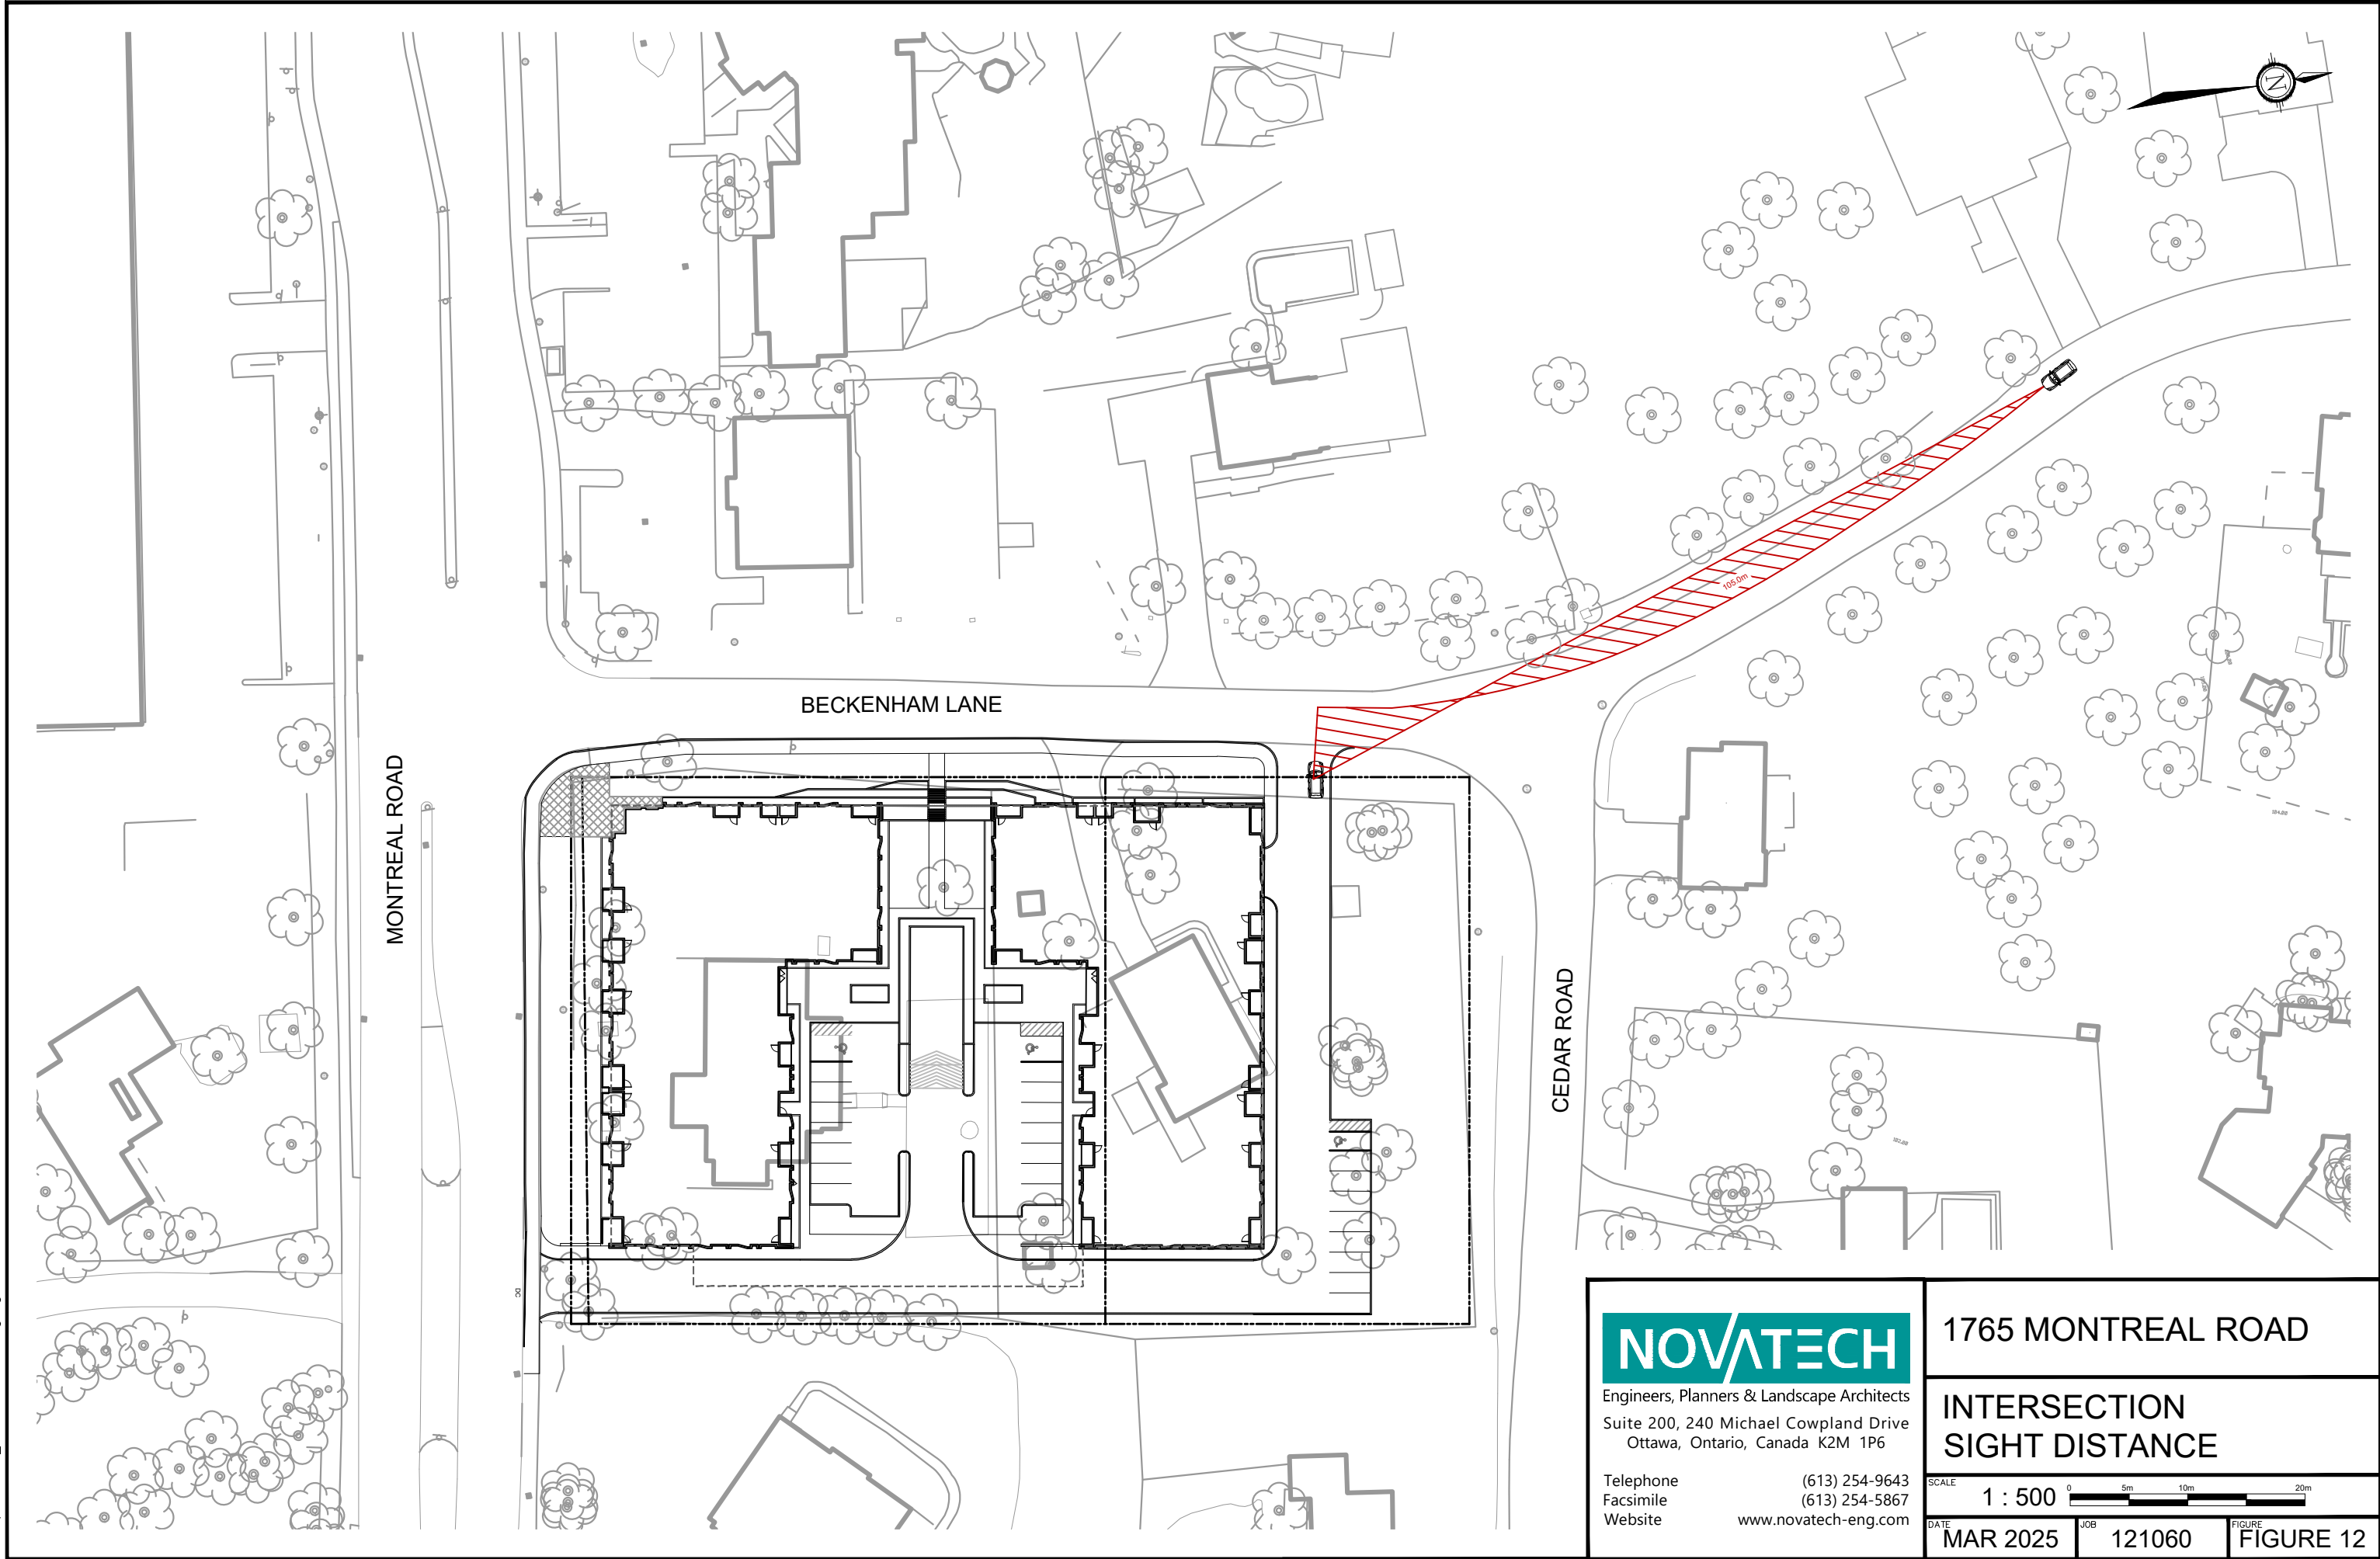 N
105.0m
BECKENHAM LANE
MONTREAL ROAD
CEDAR ROAD
DC
NOVATECH
Engineers, Planners & Landscape Architects
Suite 200, 240 Michael Cowpland Drive
Ottawa, Ontario, Canada K2M 1P6
Telephone (613) 254-9643
Facsimile (613) 254-5867
Website www.novatech-eng.com
1765 MONTREAL ROAD
INTERSECTION
SIGHT DISTANCE
SCALE
1 : 500
0 5m 10m 20m
DATE
MAR 2025
JOB
121060
FIGURE
FIGURE 12